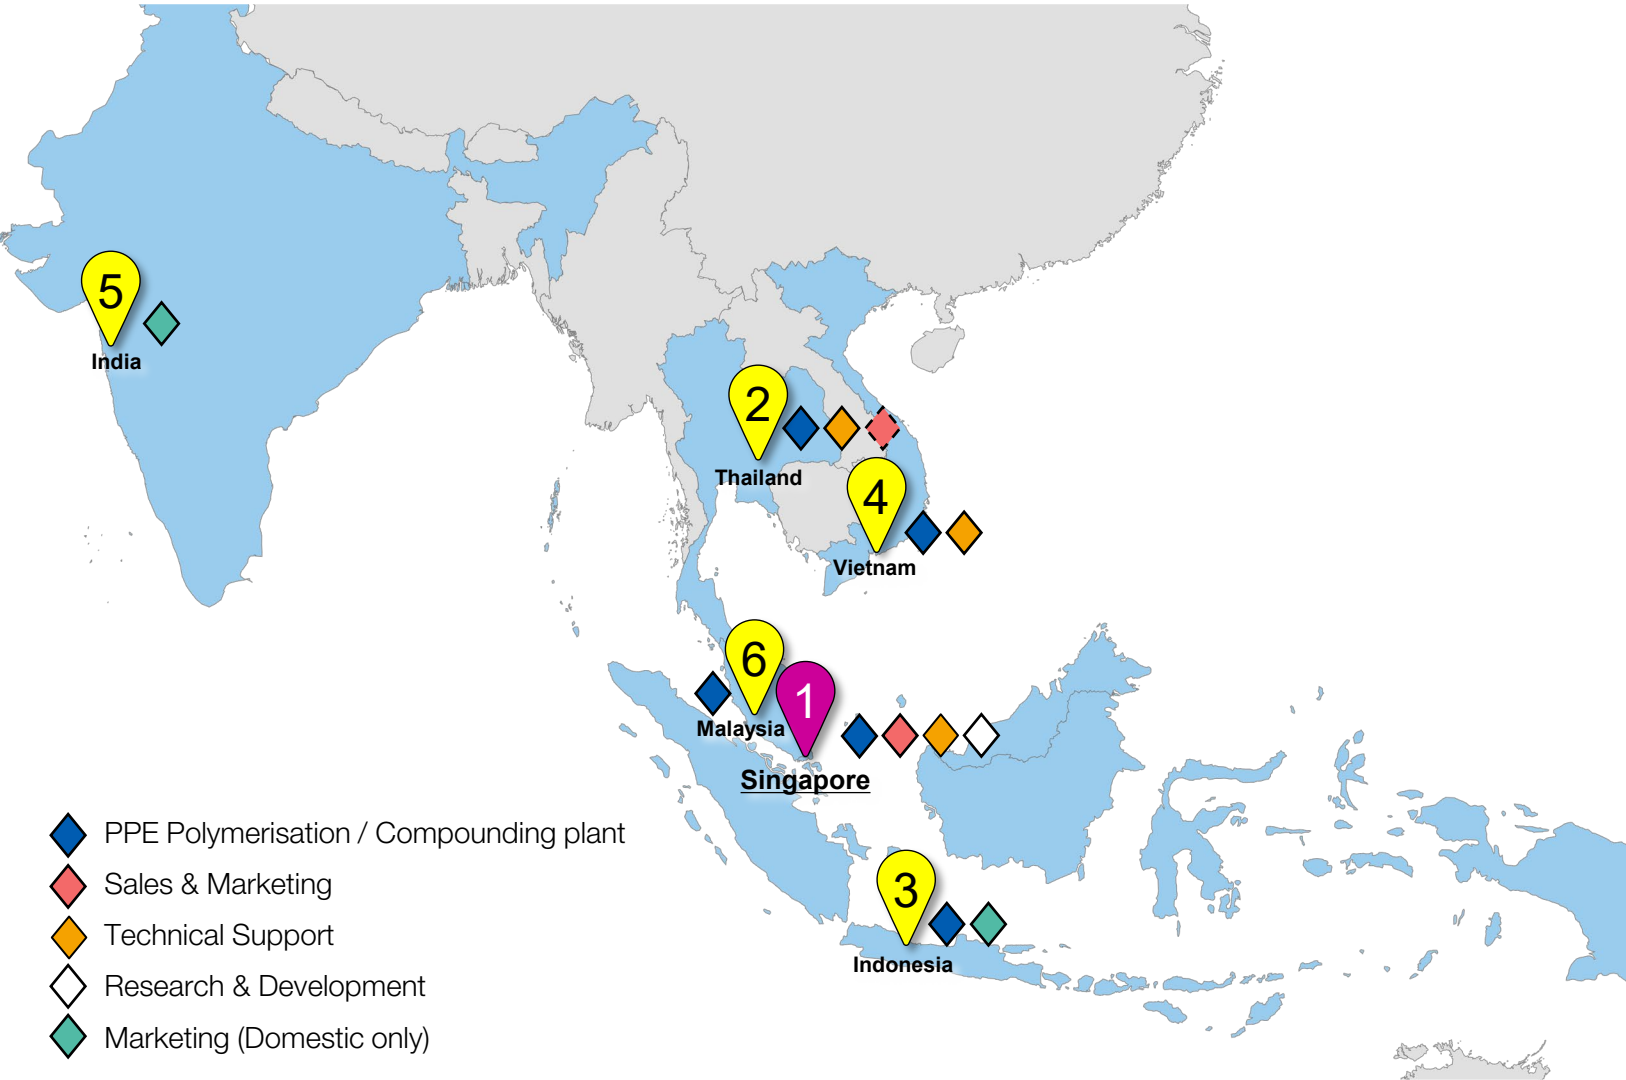 5
India
2
Thailand
4
Vietnam
6
Malaysia
1
Singapore
3
Indonesia
PPE Polymerisation / Compounding plant
Sales & Marketing
Technical Support
Research & Development
Marketing (Domestic only)